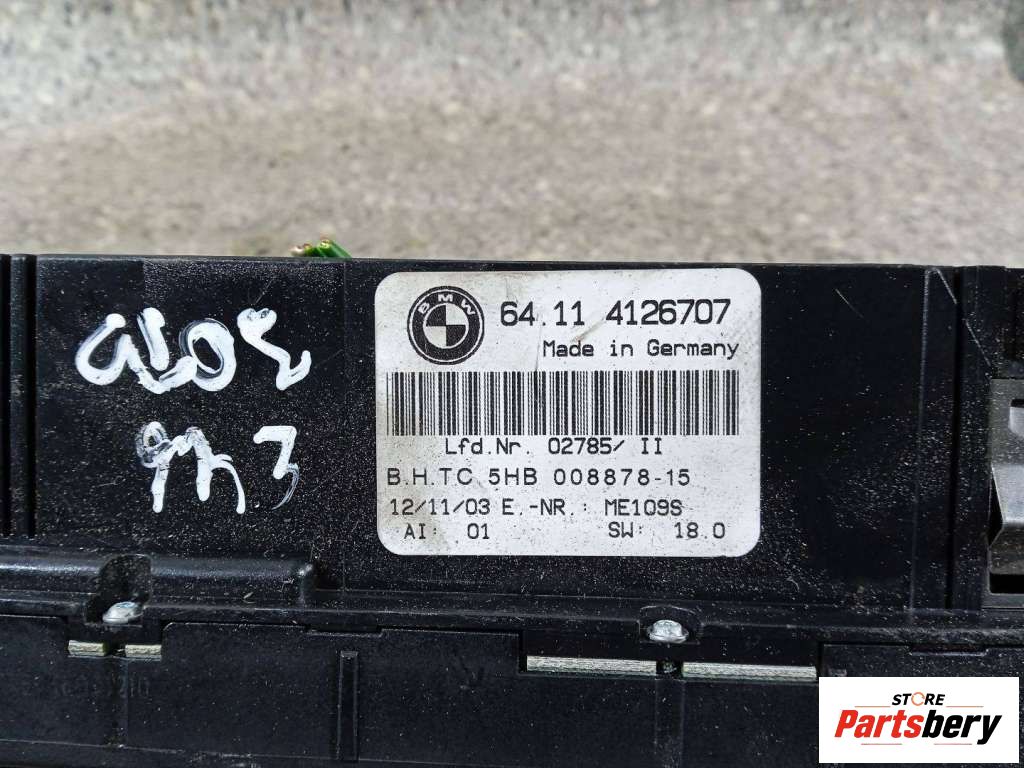 BMW 64.11 4126707
Made in Germany
Lfd.Nr. 02785/ II
B.H.TC 5HB 008878-15
12/11/03 E.-NR.: ME109S
AI: 01 SW: 18.0
STORE
Partsbery